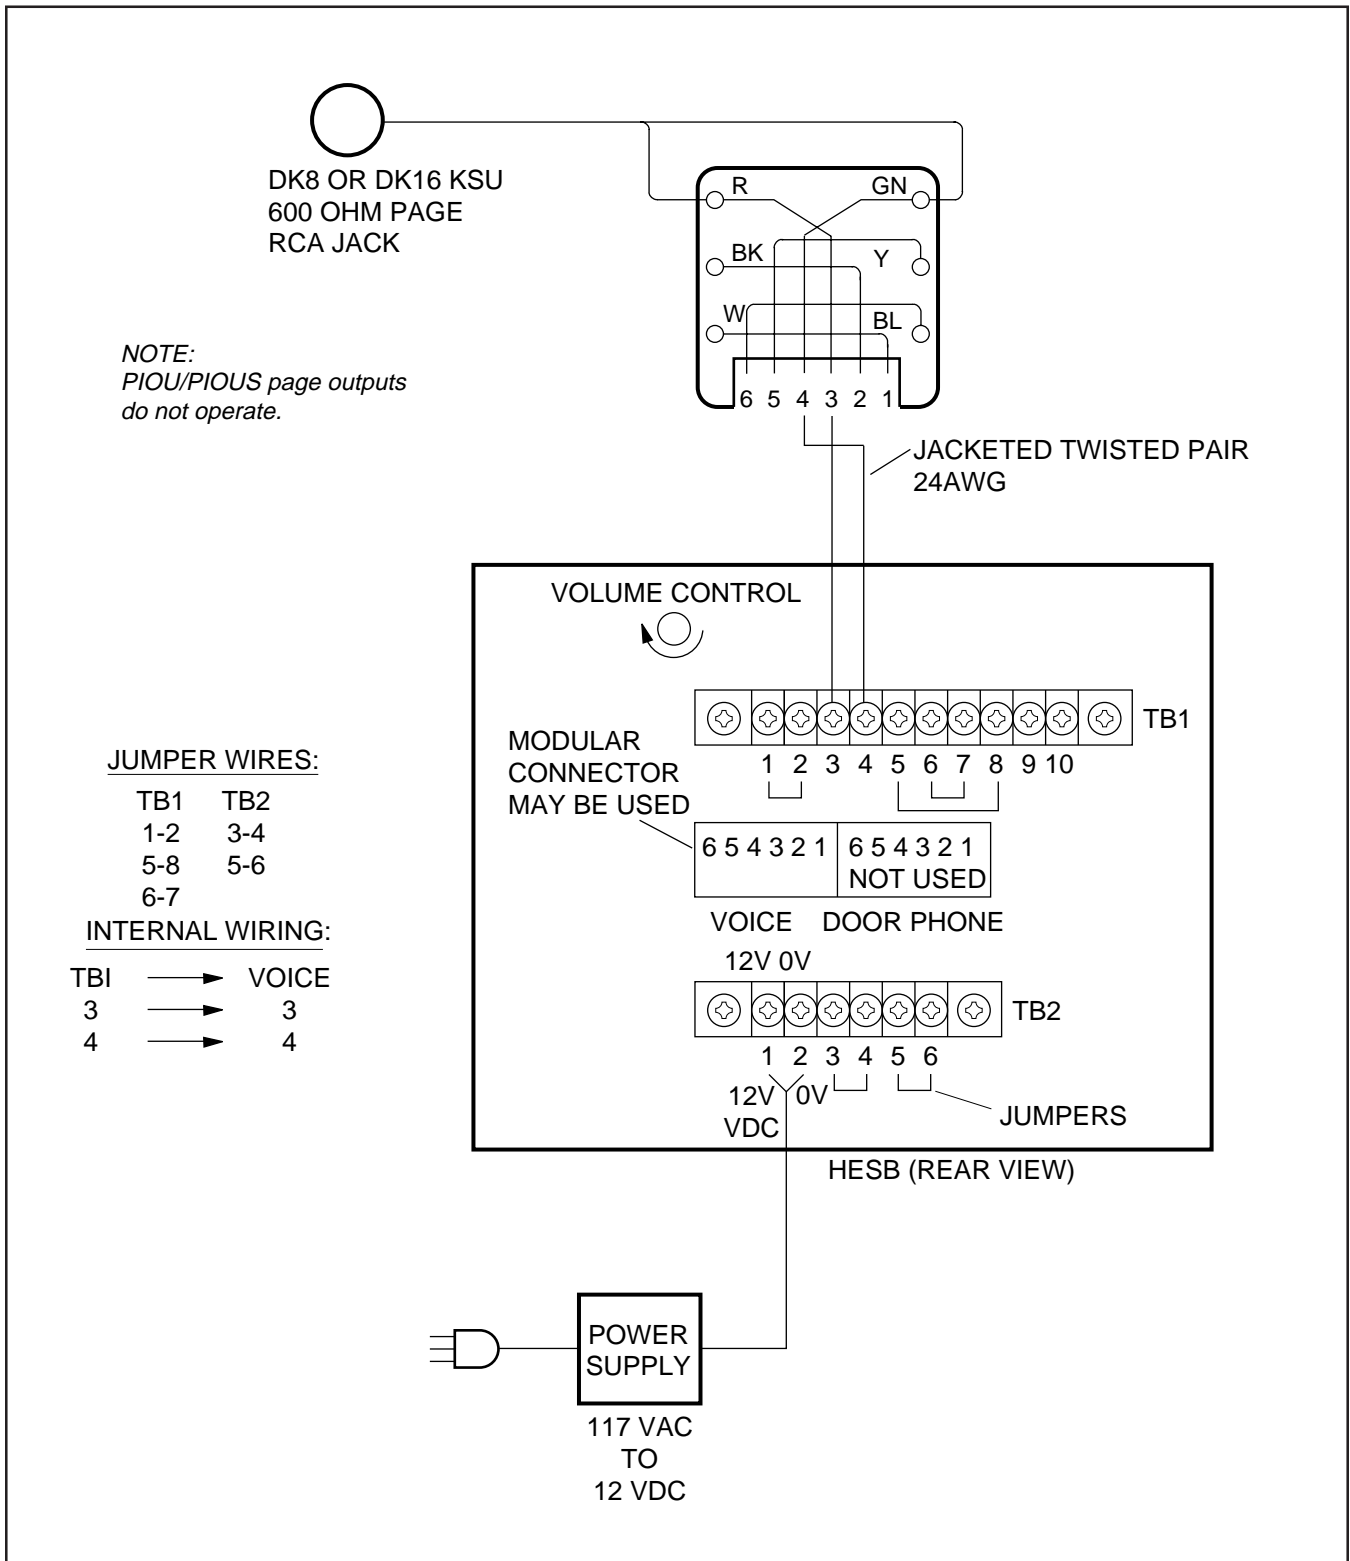 DK8 OR DK16 KSU
600 OHM PAGE
RCA JACK
R GN
BK Y
W BL
6 5 4 3 2 1
NOTE:
PIOU/PIOUS page outputs
do not operate.
JACKETED TWISTED PAIR
24AWG
VOLUME CONTROL
TB1
1 2 3 4 5 6 7 8 9 10
MODULAR
CONNECTOR
MAY BE USED
6 5 4 3 2 1 6 5 4 3 2 1
NOT USED
VOICE DOOR PHONE
12V 0V
TB2
1 2 3 4 5 6
12V 0V
VDC
JUMPERS
HESB (REAR VIEW)
JUMPER WIRES:
TB1 TB2
1-2 3-4
5-8 5-6
6-7
INTERNAL WIRING:
TBI VOICE
3 3
4 4
POWER
SUPPLY
117 VAC
TO
12 VDC